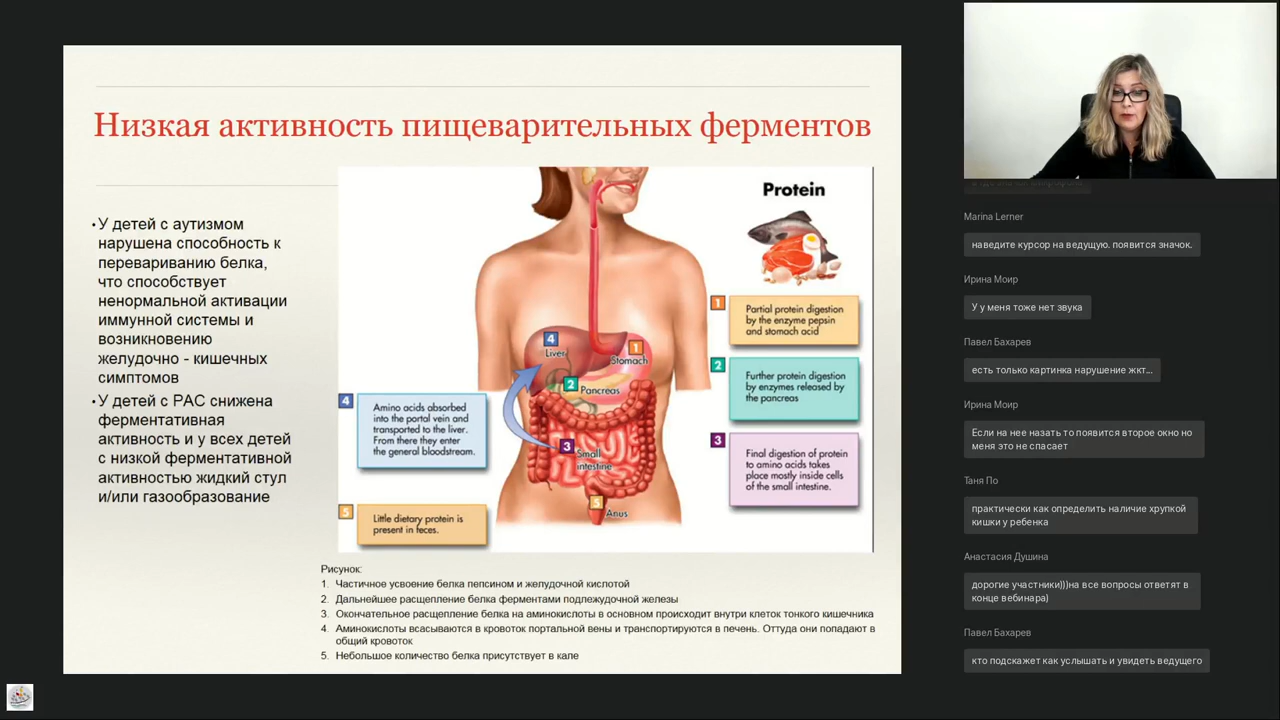 Низкая активность пищеварительных ферментов
• У детей с аутизмом
нарушена способность к
перевариванию белка,
что способствует
ненормальной активации
иммунной системы и
возникновению
желудочно - кишечных
симптомов
• У детей с РАС снижена
ферментативная
активность и у всех детей
с низкой ферментативной
активностью жидкий стул
и/или газообразование
Protein
1
Partial protein digestion
by the enzyme pepsin
and stomach acid
2
Further protein digestion
by enzymes released by
the pancreas
3
Final digestion of protein
to amino acids takes
place mostly inside cells
of the small intestine.
4
Amino acids absorbed
into the portal vein and
transported to the liver.
From there they enter
the general bloodstream.
5
Little dietary protein is
present in feces.
4
Liver
1
Stomach
2
Pancreas
3
Small
intestine
5
Anus
Рисунок:
1. Частичное усвоение белка пепсином и желудочной кислотой
2. Дальнейшее расщепление белка ферментами подлежудочной железы
3. Окончательное расщепление белка на аминокислоты в основном происходит внутри клеток тонкого кишечника
4. Аминокислоты всасываются в кровоток портальной вены и транспортируются в печень. Оттуда они попадают в
общий кровоток
5. Небольшое количество белка присутствует в кале
Marina Lerner
наведите курсор на ведущую. появится значок.
Ирина Моир
У у меня тоже нет звука
Павел Бахарев
есть только картинка нарушение жкт...
Ирина Моир
Если на нее назать то появится второе окно но
меня это не спасает
Таня По
практически как определить наличие хрупкой
кишки у ребенка
Анастасия Душина
дорогие участники)))на все вопросы ответят в
конце вебинара)
Павел Бахарев
кто подскажет как услышать и увидеть ведущего